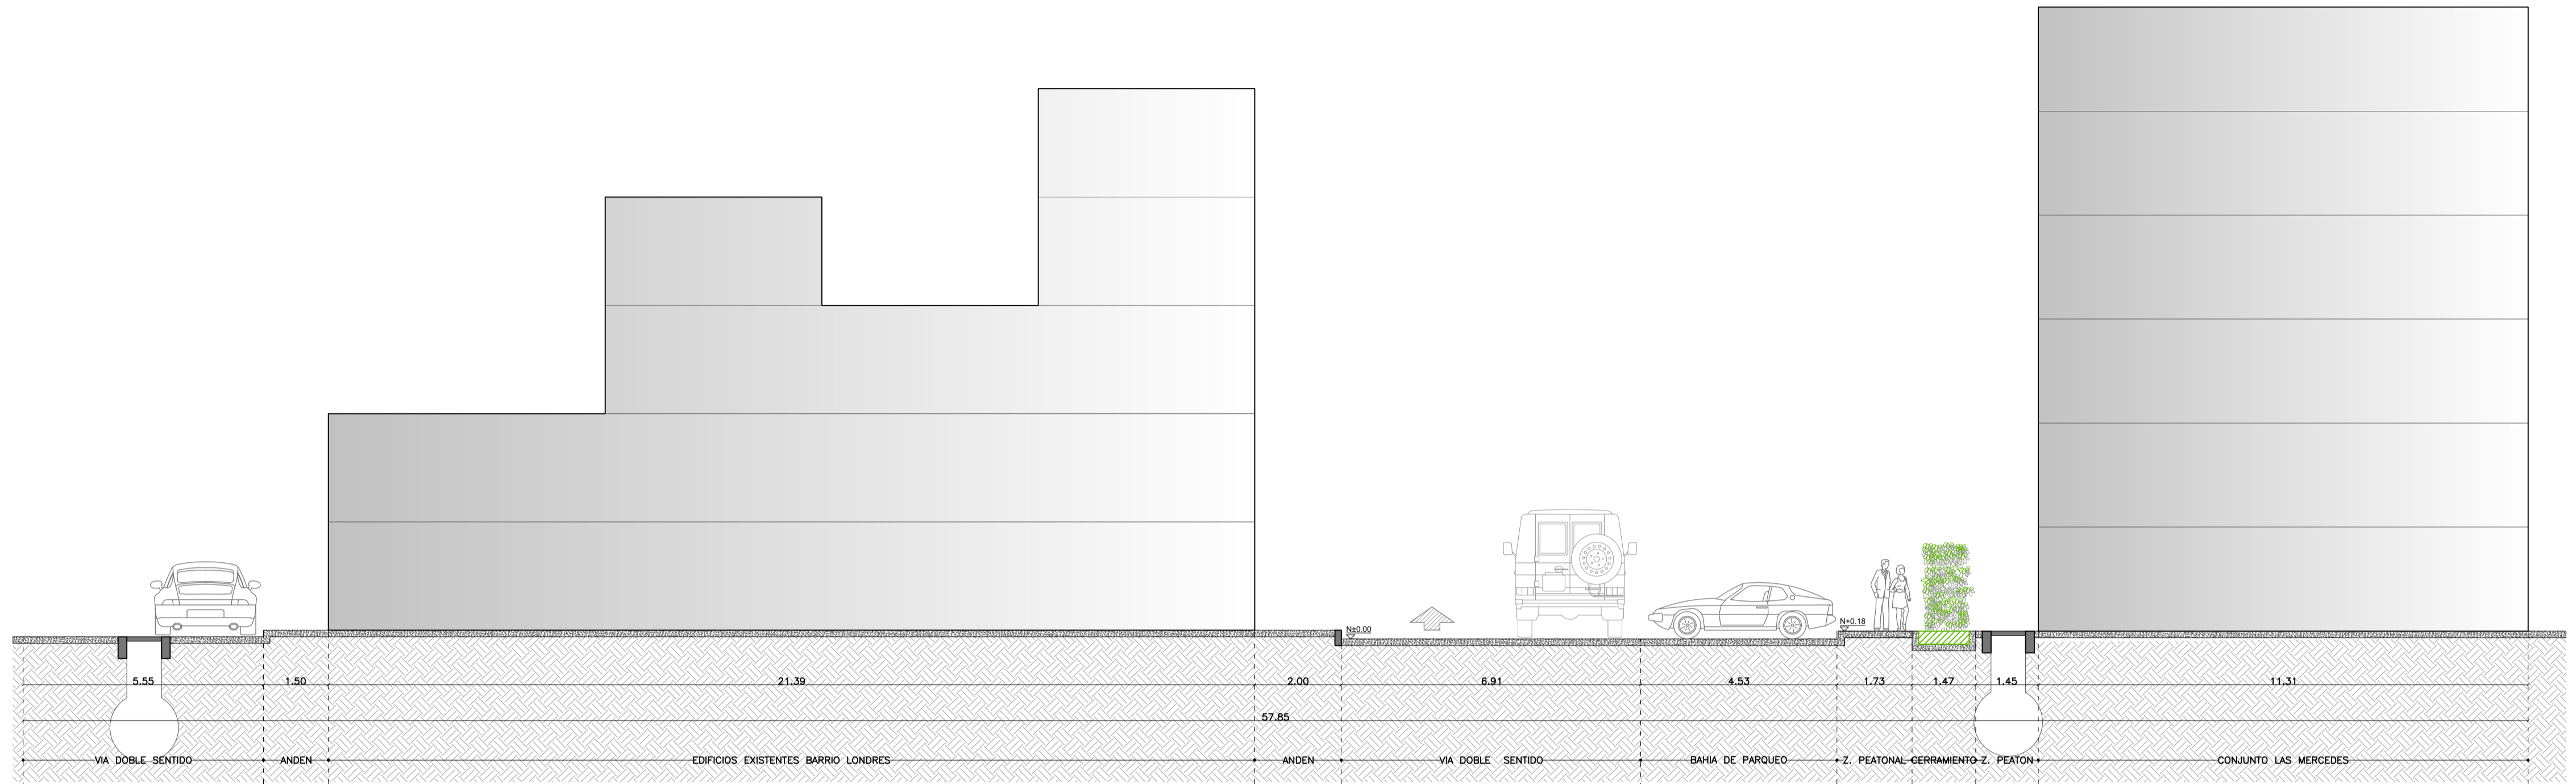 N±0.00
N+0.18
5.55 1.50 21.39 2.00 6.91 4.53 1.73 1.47 1.45 11.31
57.85
VIA DOBLE SENTIDO ANDEN EDIFICIOS EXISTENTES BARRIO LONDRES ANDEN VIA DOBLE SENTIDO BAHIA DE PARQUEO Z. PEATONAL CERRAMIENTO Z. PEATON CONJUNTO LAS MERCEDES